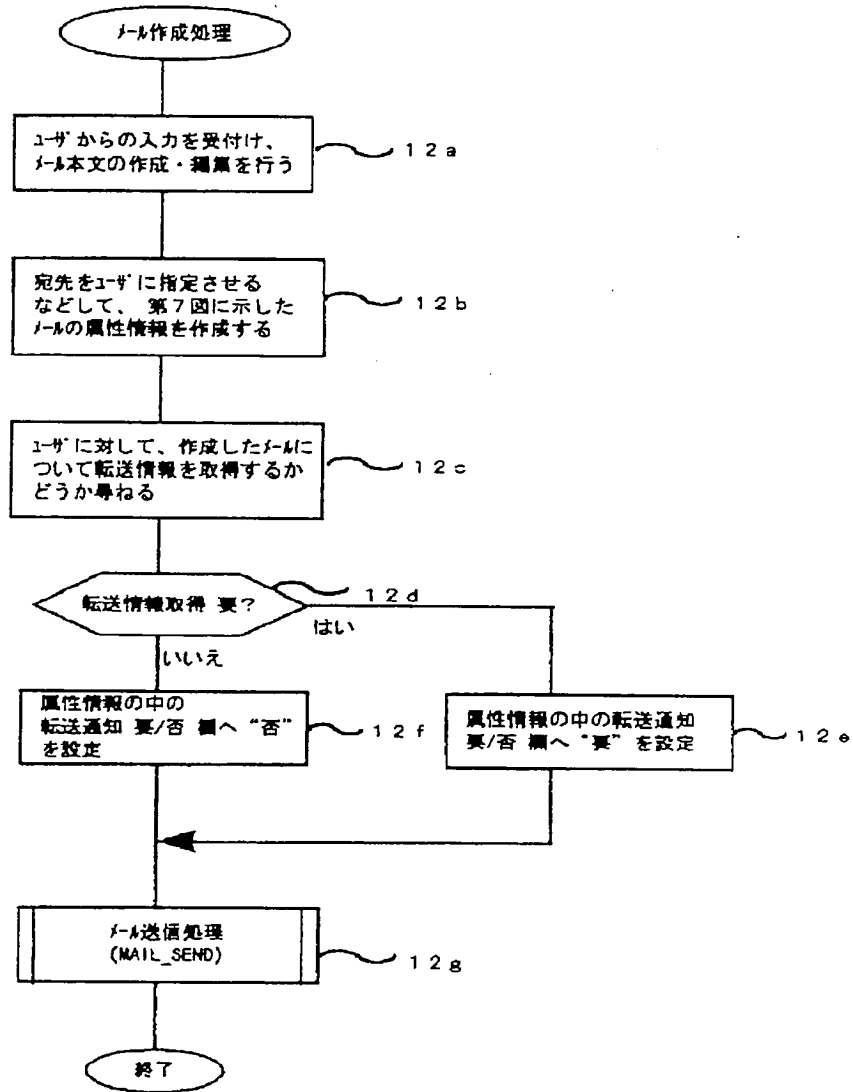 ﾒｰﾙ作成処理
ﾕｰｻﾞからの入力を受付け、
ﾒｰﾙ本文の作成・編集を行う
12a
宛先をﾕｰｻﾞに指定させる
などして、第7図に示した
ﾒｰﾙの属性情報を作成する
12b
ﾕｰｻﾞに対して、作成したﾒｰﾙに
ついて転送情報を取得するか
どうか尋ねる
12c
転送情報取得 要?
12d
はい
いいえ
属性情報の中の
転送通知 要/否 欄へ“否”
を設定
12f
属性情報の中の転送通知
要/否 欄へ“要”を設定
12e
ﾒｰﾙ送信処理
(MAIL_SEND)
12g
終了